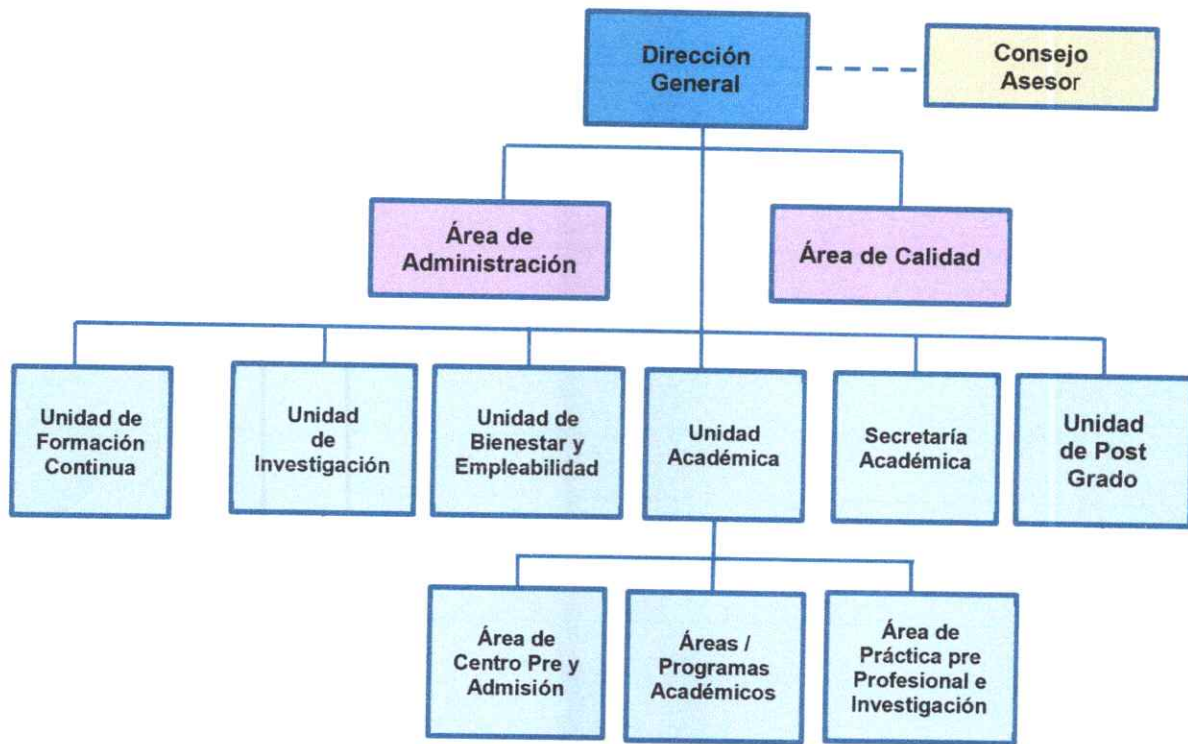 Dirección
General
Consejo
Asesor
Área de
Administración
Área de Calidad
Unidad de
Formación
Continua
Unidad
de
Investigación
Unidad de
Bienestar y
Empleabilidad
Unidad
Académica
Secretaría
Académica
Unidad
de Post
Grado
Área de
Centro Pre y
Admisión
Áreas /
Programas
Académicos
Área de
Práctica pre
Profesional e
Investigación